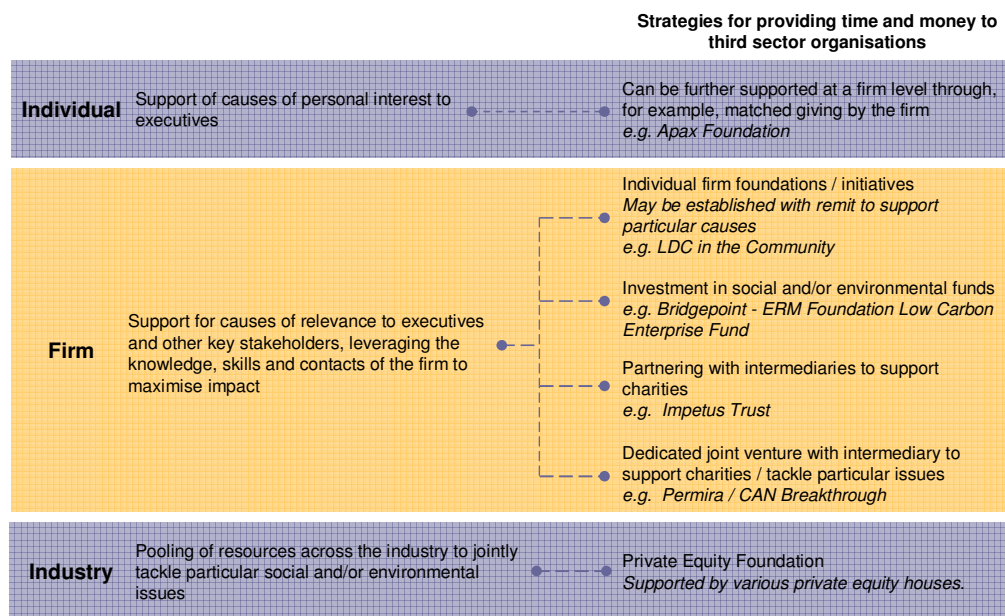 Strategies for providing time and money to
third sector organisations
Individual
Support of causes of personal interest to
executives
Can be further supported at a firm level through,
for example, matched giving by the firm
e.g. Apax Foundation
Firm
Support for causes of relevance to executives
and other key stakeholders, leveraging the
knowledge, skills and contacts of the firm to
maximise impact
Individual firm foundations / initiatives
May be established with remit to support
particular causes
e.g. LDC in the Community
Investment in social and/or environmental funds
e.g. Bridgepoint - ERM Foundation Low Carbon
Enterprise Fund
Partnering with intermediaries to support
charities
e.g. Impetus Trust
Dedicated joint venture with intermediary to
support charities / tackle particular issues
e.g. Permira / CAN Breakthrough
Industry
Pooling of resources across the industry to jointly
tackle particular social and/or environmental
issues
Private Equity Foundation
Supported by various private equity houses.